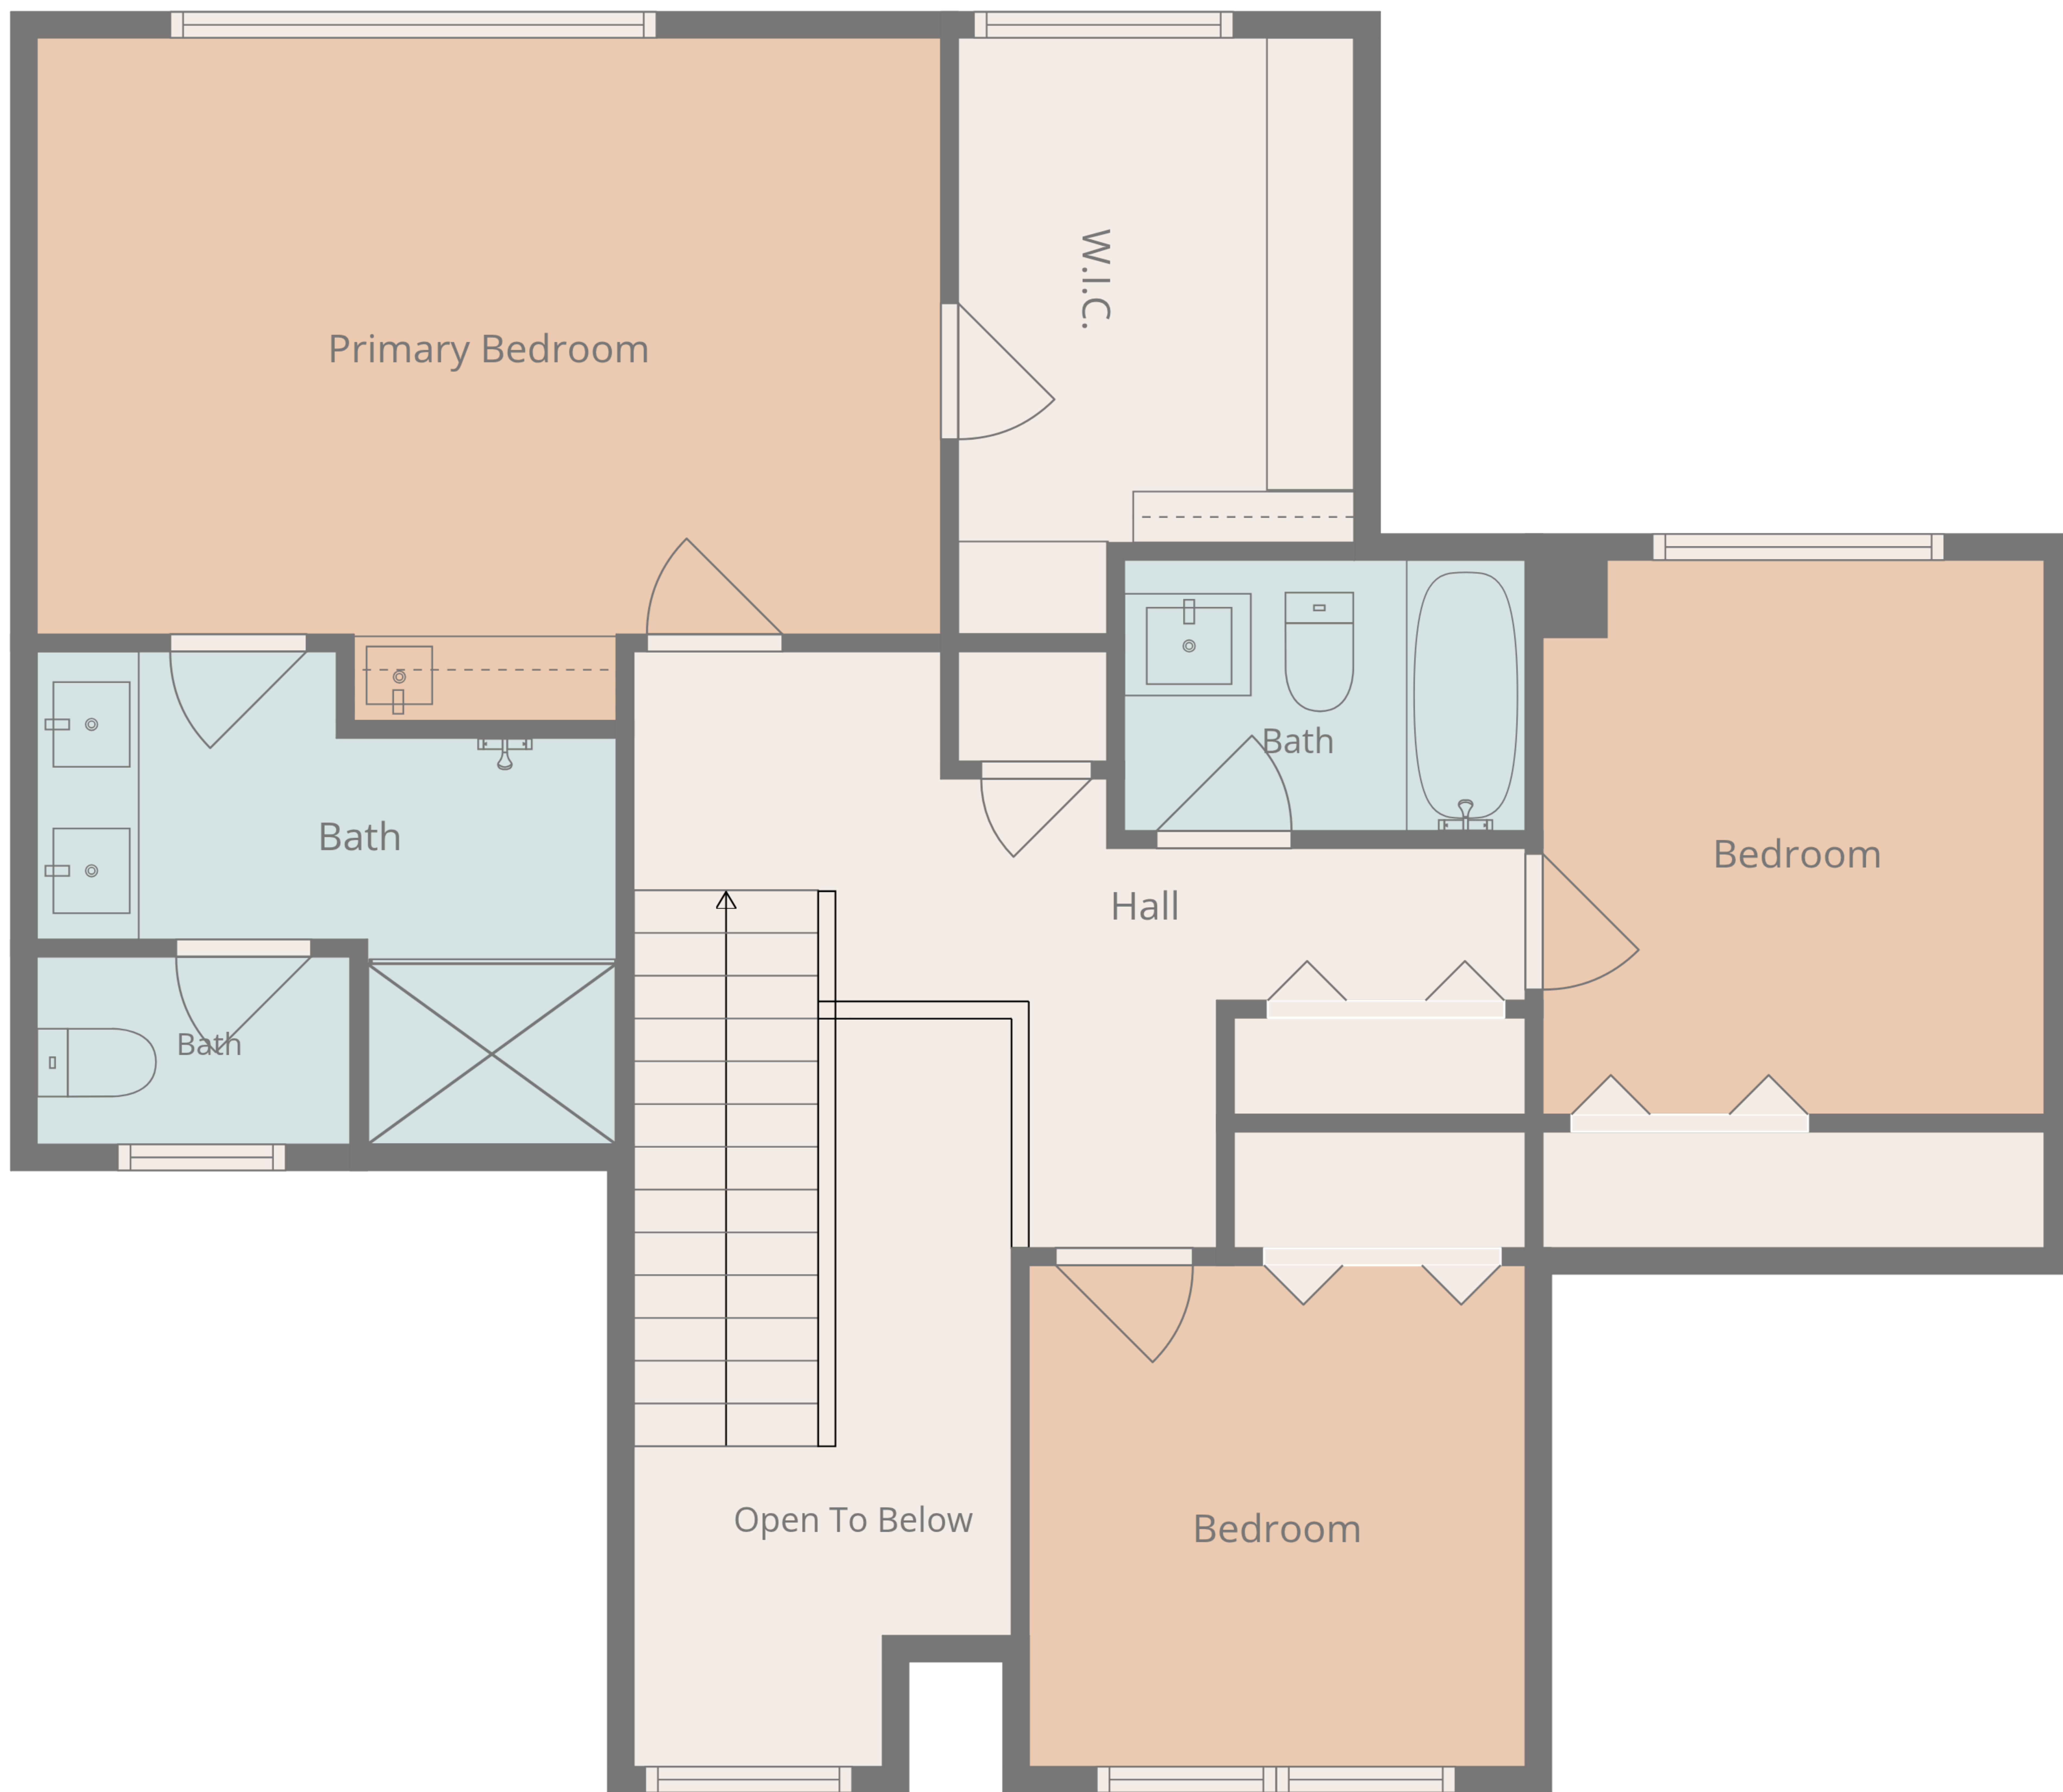 W.I.C.
Primary Bedroom
Bath
Bath
Bedroom
Hall
Bath
Open To Below
Bedroom